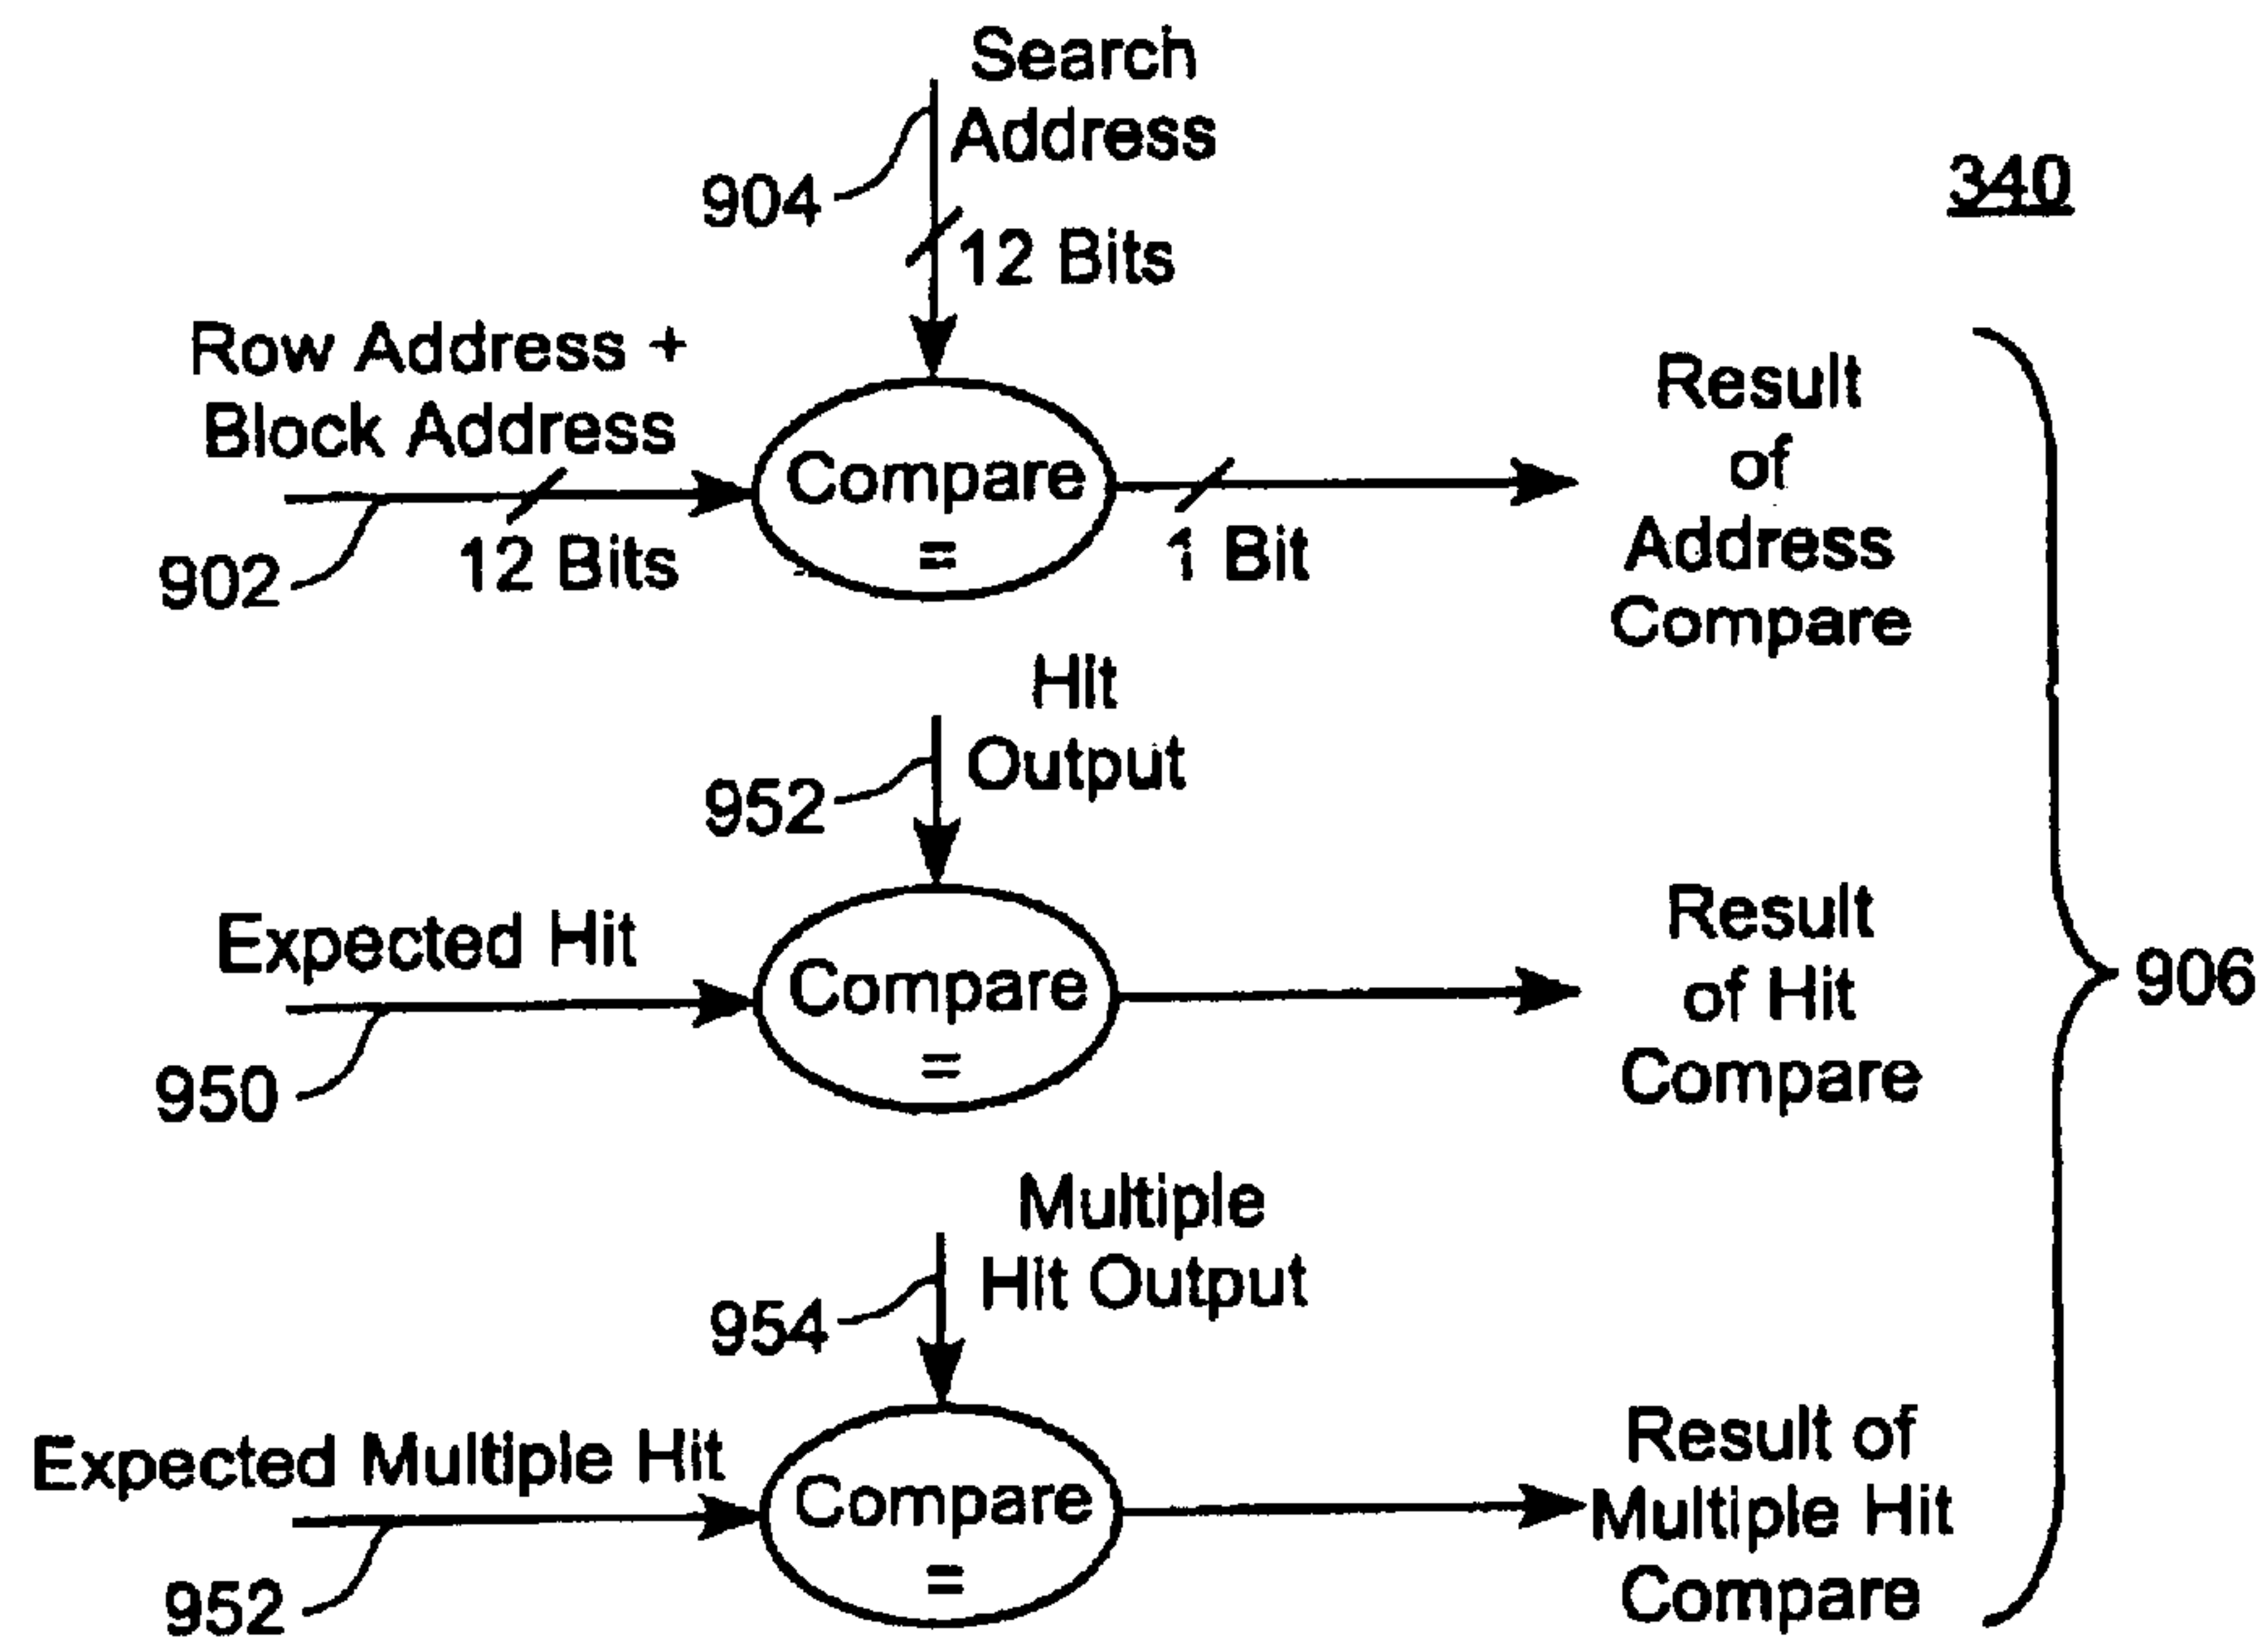 Search
Address
904
340
12 Bits
Row Address +
Block Address
Compare
=
12 Bits
902
1 Bit
Result
of
Address
Compare
Hit
Output
952
Expected Hit
Compare
=
950
Result
of Hit
Compare
906
Multiple
Hit Output
954
Expected Multiple Hit
Compare
=
952
Result of
Multiple Hit
Compare